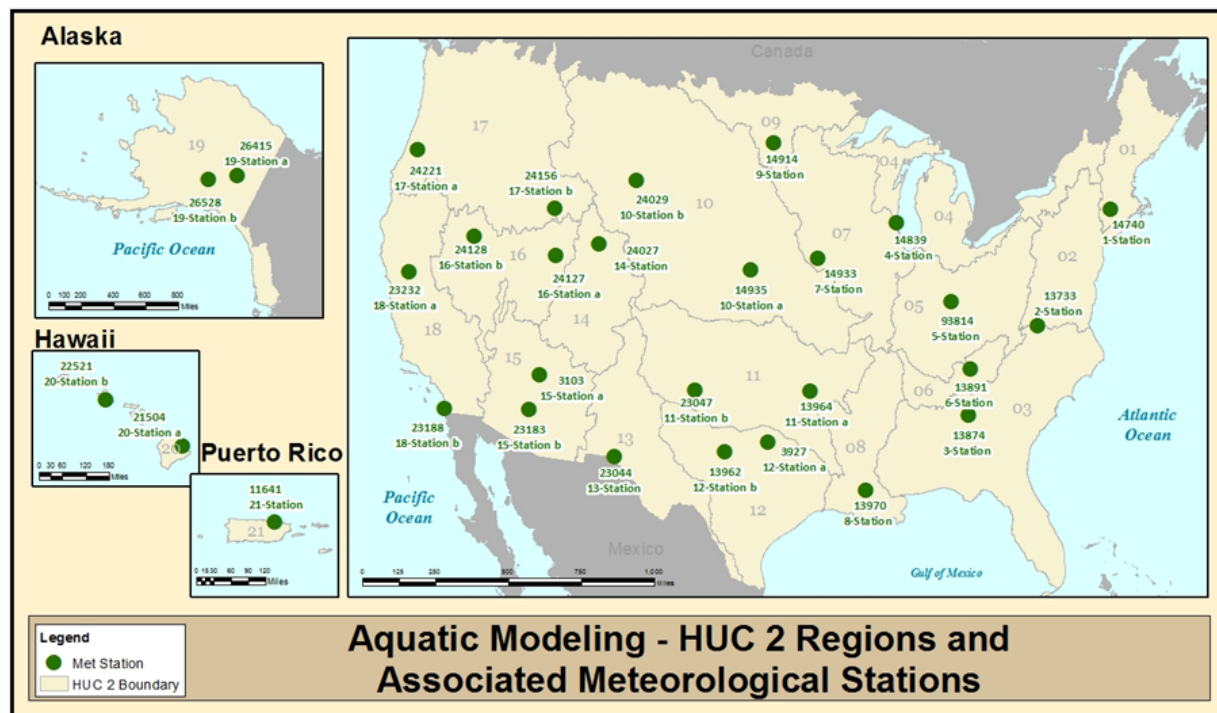 Alaska
19
26415
19-Station a
26528
19-Station b
Pacific Ocean
0 100 200 400 600 800
Miles
Hawaii
22521
20-Station b
21504
20-Station a
20
0 30 60 90 120 180
Miles
Puerto Rico
11641
21-Station
21
0 15 30 60 90 120
Miles
Canada
17
09
04
01
24221
17-Station a
24156
17-Station b
24029
10-Station b
14914
9-Station
10
04
14740
1-Station
24128
16-Station b
16
24127
16-Station a
24027
14-Station
07
14839
4-Station
02
23232
18-Station a
14935
10-Station a
14933
7-Station
05
93814
5-Station
13733
2-Station
18
14
15
3103
15-Station a
11
06
13891
6-Station
03
23188
18-Station b
23183
15-Station b
23047
11-Station b
13964
11-Station a
13874
3-Station
Atlantic
Ocean
13
23044
13-Station
13962
12-Station b
3927
12-Station a
08
13970
8-Station
Pacific
Ocean
12
Mexico
Gulf of Mexico
0 125 250 500 750 1,000
Miles
Legend
Met Station
HUC 2 Boundary
Aquatic Modeling - HUC 2 Regions and
Associated Meteorological Stations